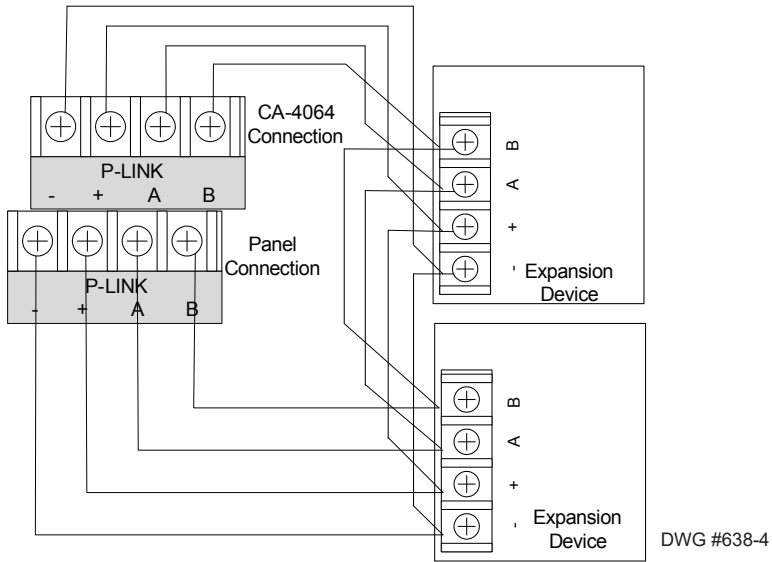 CA-4064
Connection
P-LINK
- + A B
Panel
Connection
P-LINK
- + A B
B
A
+
-
Expansion
Device
B
A
+
-
Expansion
Device
DWG #638-4